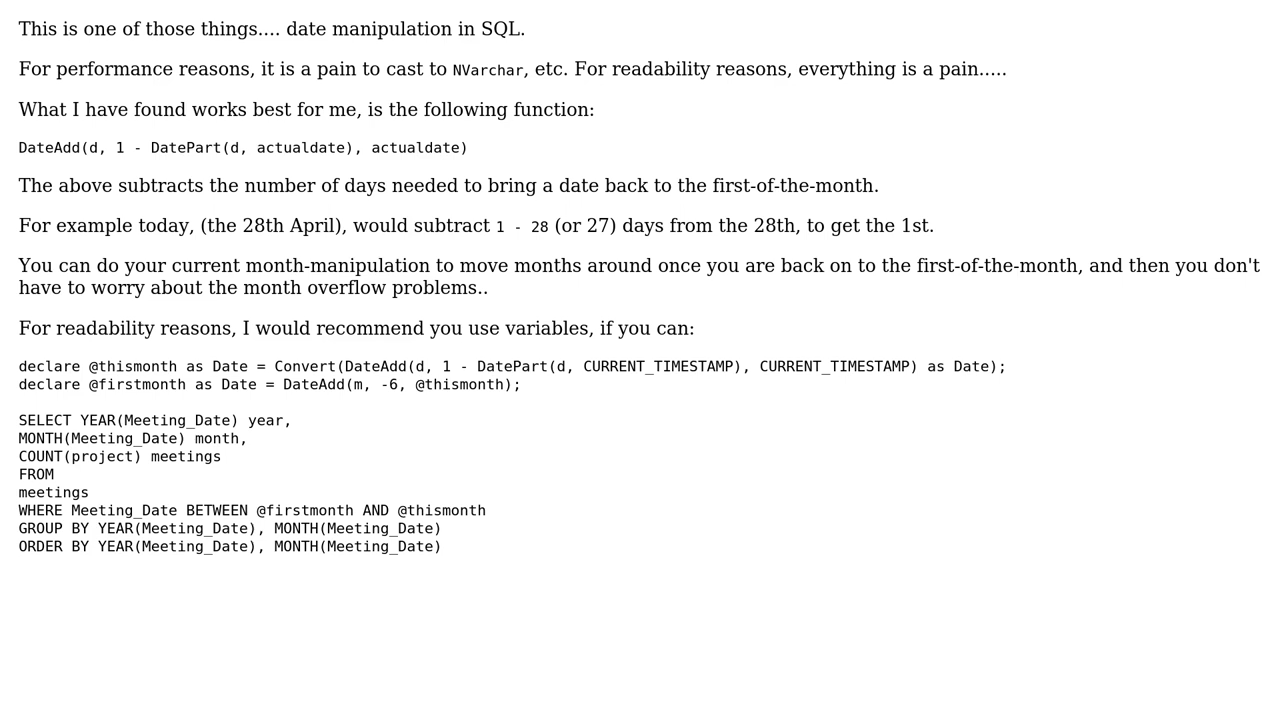 This is one of those things.... date manipulation in SQL.
For performance reasons, it is a pain to cast to NVarchar, etc. For readability reasons, everything is a pain.....
What I have found works best for me, is the following function:
DateAdd(d, 1 - DatePart(d, actualdate), actualdate)
The above subtracts the number of days needed to bring a date back to the first-of-the-month.
For example today, (the 28th April), would subtract 1 - 28 (or 27) days from the 28th, to get the 1st.
You can do your current month-manipulation to move months around once you are back on to the first-of-the-month, and then you don't
have to worry about the month overflow problems..
For readability reasons, I would recommend you use variables, if you can:
declare @thismonth as Date = Convert(DateAdd(d, 1 - DatePart(d, CURRENT_TIMESTAMP), CURRENT_TIMESTAMP) as Date);
declare @firstmonth as Date = DateAdd(m, -6, @thismonth);
SELECT YEAR(Meeting_Date) year,
MONTH(Meeting_Date) month,
COUNT(project) meetings
FROM
meetings
WHERE Meeting_Date BETWEEN @firstmonth AND @thismonth
GROUP BY YEAR(Meeting_Date), MONTH(Meeting_Date)
ORDER BY YEAR(Meeting_Date), MONTH(Meeting_Date)